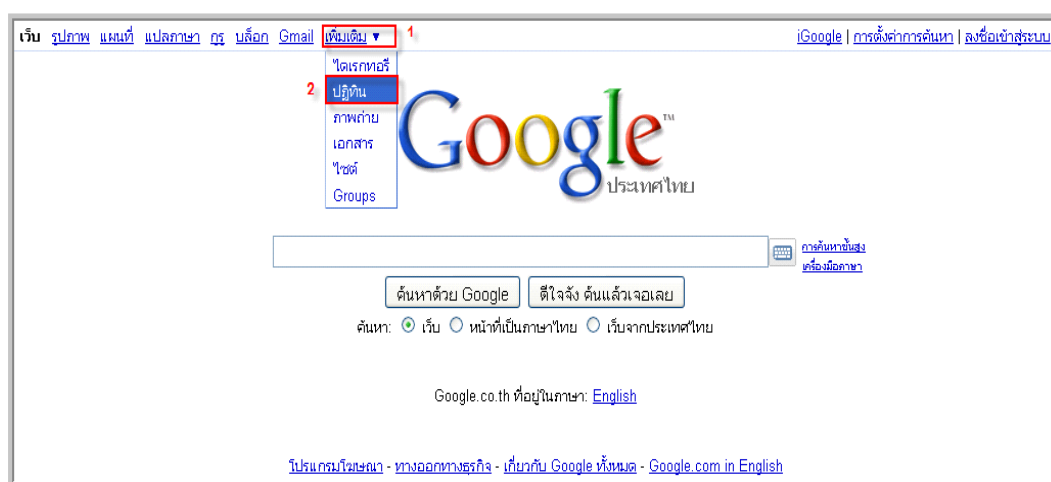 เว็บ รูปภาพ แผนที่ แปลภาษา กูรู บล็อก Gmail เพิ่มเติม ▼ 1 iGoogle | การตั้งค่าการค้นหา | ลงชื่อเข้าสู่ระบบ
ไดเรกทอรี
2 ปฏิทิน
ภาพถ่าย
เอกสาร
ไซต์
Groups
Google™
ประเทศไทย
การค้นหาขั้นสูง
เครื่องมือภาษา
ค้นหาด้วย Google ดีใจจัง ค้นแล้วเจอเลย
ค้นหา: เว็บ หน้าที่เป็นภาษาไทย เว็บจากประเทศไทย
Google.co.th ที่อยู่ในภาษา: English
โปรแกรมโฆษณา - ทางออกทางธุรกิจ - เกี่ยวกับ Google ทั้งหมด - Google.com in English